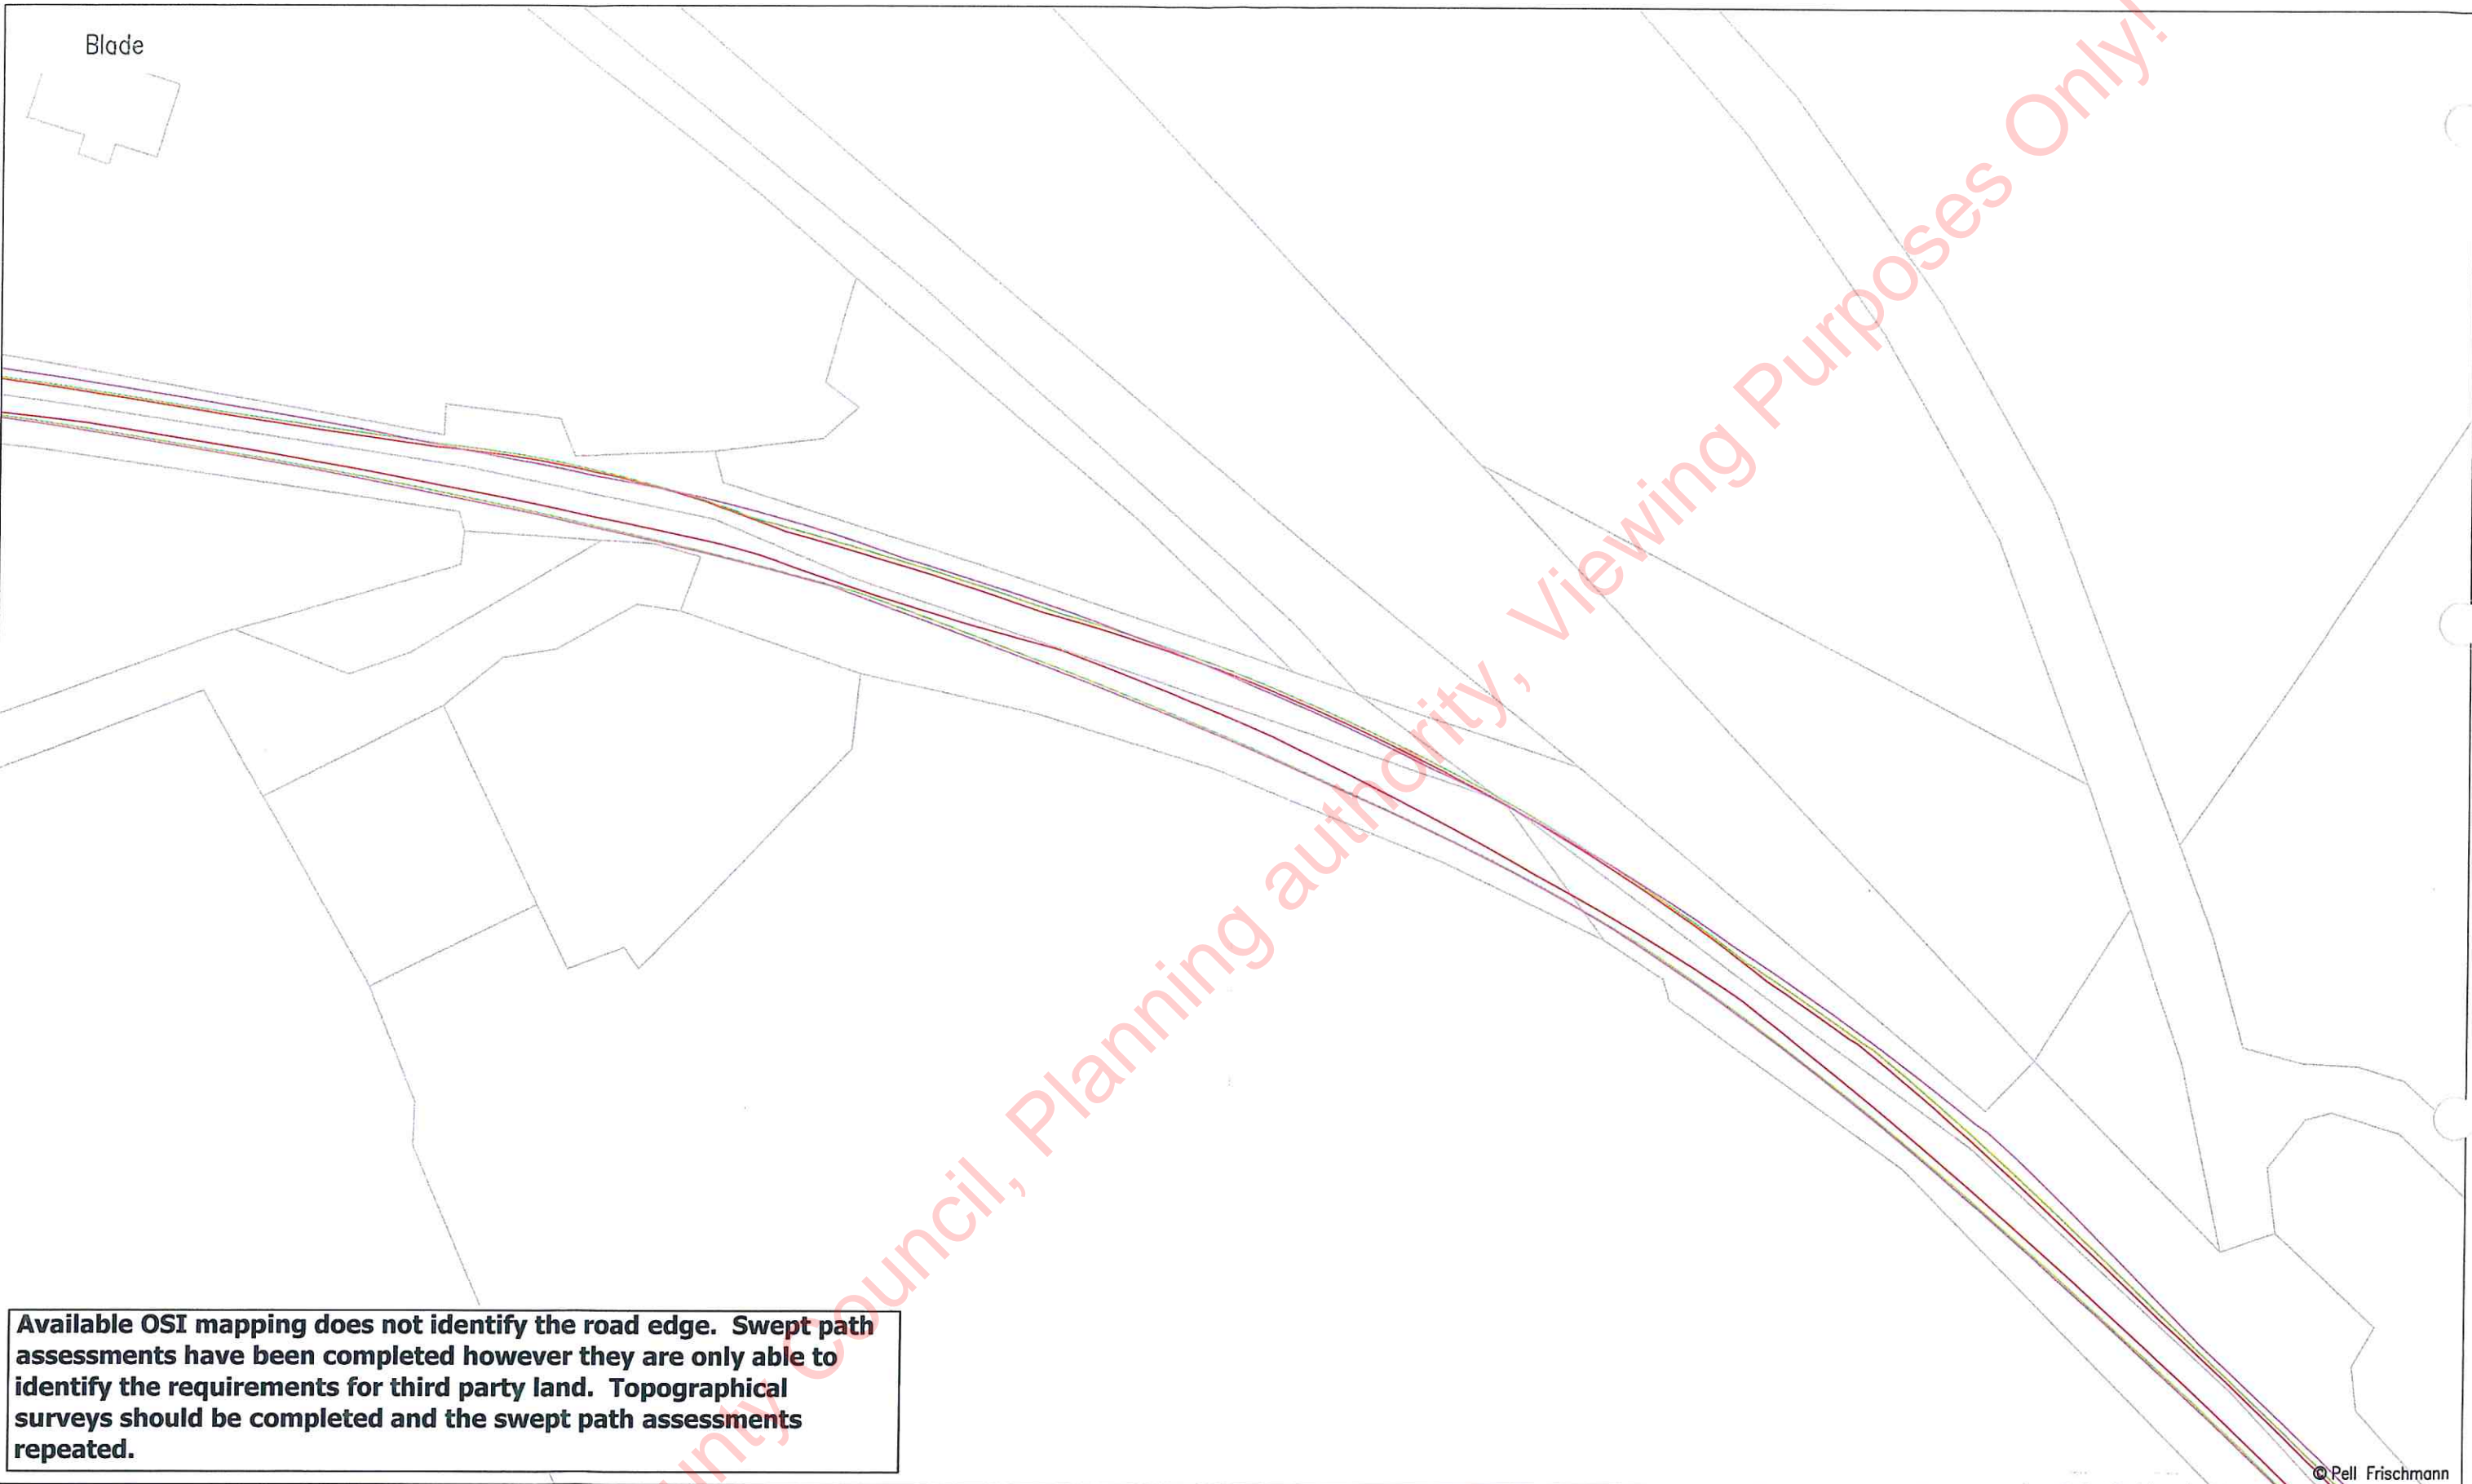 Blade
Available OSI mapping does not identify the road edge. Swept path
assessments have been completed however they are only able to
identify the requirements for third party land. Topographical
surveys should be completed and the swept path assessments
repeated.
Council, Planning authority, Viewing Purposes Only!
© Pell Frischmann